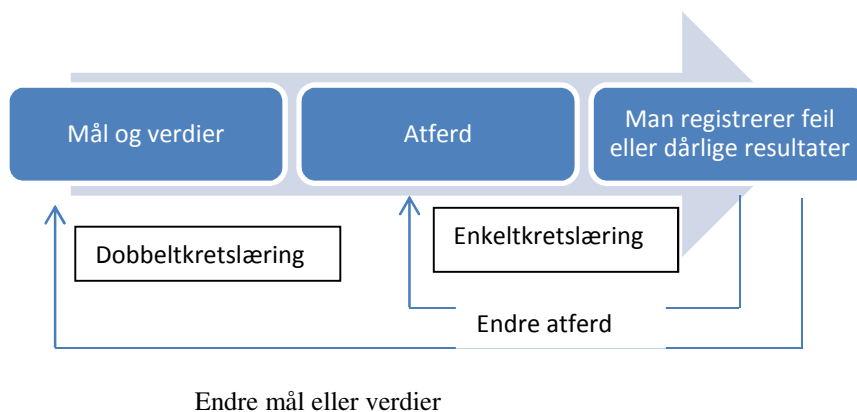 Mål og verdier
Atferd
Man registrerer feil
eller dårlige resultater
Dobbeltkretslæring
Enkeltkretslæring
Endre atferd
Endre mål eller verdier